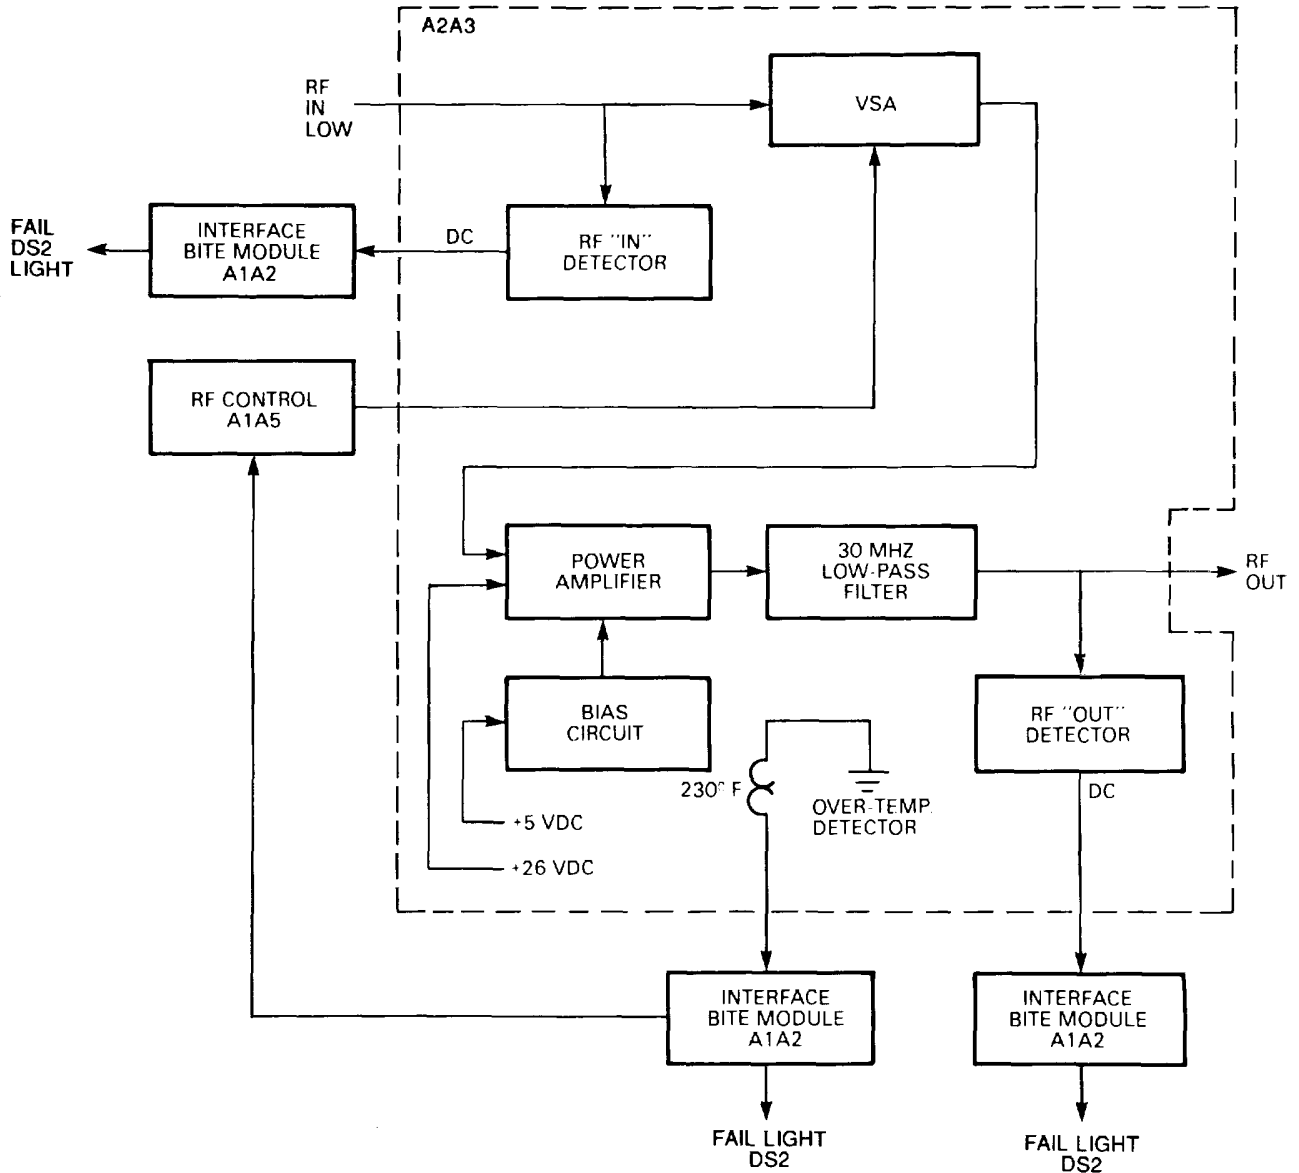 A2A3
RF
IN
LOW
VSA
FAIL
DS2
LIGHT
INTERFACE
BITE MODULE
A1A2
DC
RF "IN"
DETECTOR
RF CONTROL
A1A5
POWER
AMPLIFIER
30 MHZ
LOW-PASS
FILTER
RF
OUT
BIAS
CIRCUIT
RF "OUT"
DETECTOR
230° F
OVER-TEMP.
DETECTOR
DC
+5 VDC
+26 VDC
INTERFACE
BITE MODULE
A1A2
INTERFACE
BITE MODULE
A1A2
FAIL LIGHT
DS2
FAIL LIGHT
DS2